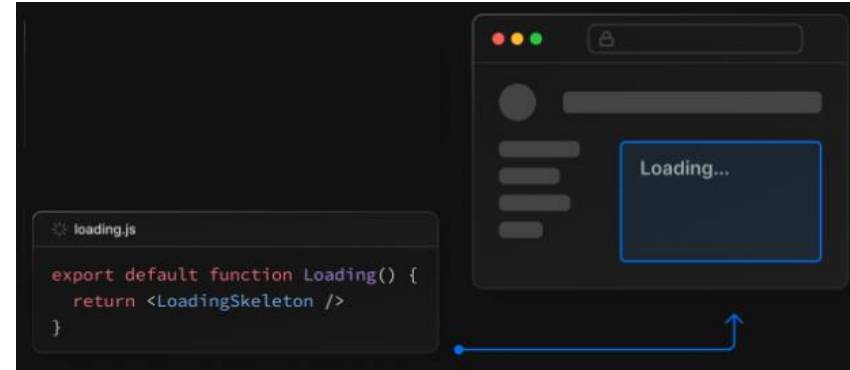 loading.js
export default function Loading() {
  return <LoadingSkeleton />
}
Loading...